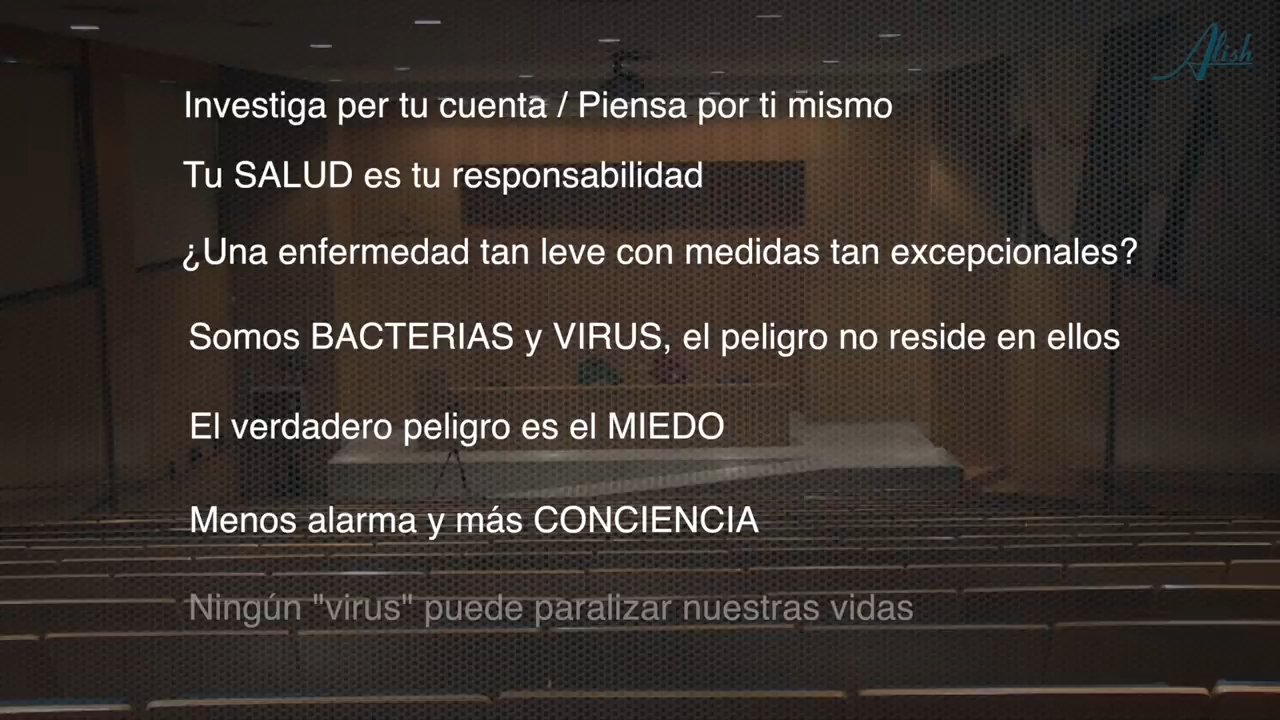 Alish
Investiga per tu cuenta / Piensa por ti mismo
Tu SALUD es tu responsabilidad
¿Una enfermedad tan leve con medidas tan excepcionales?
Somos BACTERIAS y VIRUS, el peligro no reside en ellos
El verdadero peligro es el MIEDO
Menos alarma y más CONCIENCIA
Ningún "virus" puede paralizar nuestras vidas